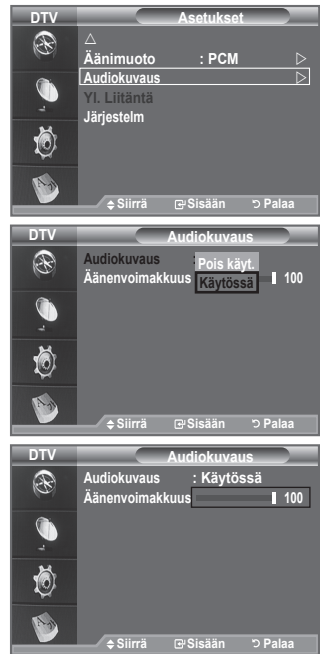 DTV Asetukset
△
Äänimuoto : PCM ▷
Audiokuvaus ▷
Yl. Liitäntä
Järjestelm
Siirrä Sisään Palaa
DTV Audiokuvaus
Audiokuvaus : Pois käyt.
Äänenvoimakkuus Käytössä 100
Siirrä Sisään Palaa
DTV Audiokuvaus
Audiokuvaus : Käytössä
Äänenvoimakkuus 100
Siirrä Sisään Palaa